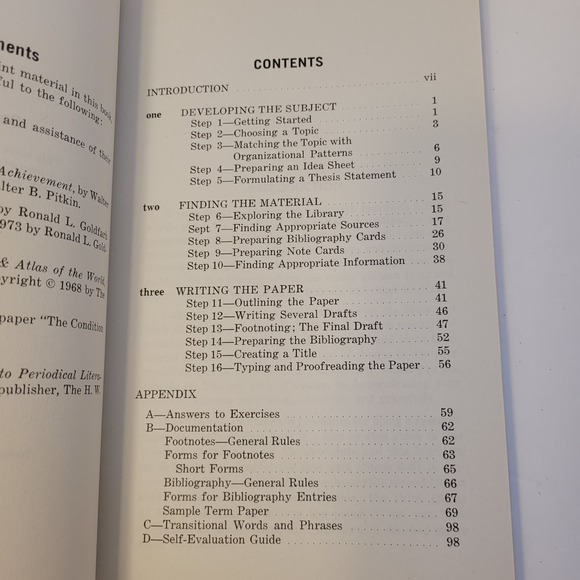 nents
nt material in this book,
ful to the following:
and assistance of their
Achievement, by Walter
lter B. Pitkin.
by Ronald L. Goldfarb
973 by Ronald L. Gold-
& Atlas of the World,
yright © 1968 by The
paper "The Condition
to Periodical Litera-
publisher, The H. W.
CONTENTS
INTRODUCTION vii
one DEVELOPING THE SUBJECT 1
Step 1—Getting Started 1
Step 2—Choosing a Topic 3
Step 3—Matching the Topic with
Organizational Patterns 6
Step 4—Preparing an Idea Sheet 9
Step 5—Formulating a Thesis Statement 10
two FINDING THE MATERIAL 15
Step 6—Exploring the Library 15
Sept 7—Finding Appropriate Sources 17
Step 8—Preparing Bibliography Cards 26
Step 9—Preparing Note Cards 30
Step 10—Finding Appropriate Information 38
three WRITING THE PAPER 41
Step 11—Outlining the Paper 41
Step 12—Writing Several Drafts 46
Step 13—Footnoting; The Final Draft 47
Step 14—Preparing the Bibliography 52
Step 15—Creating a Title 55
Step 16—Typing and Proofreading the Paper 56
APPENDIX
A—Answers to Exercises 59
B—Documentation 62
Footnotes—General Rules 62
Forms for Footnotes 63
Short Forms 65
Bibliography—General Rules 66
Forms for Bibliography Entries 67
Sample Term Paper 69
C—Transitional Words and Phrases 98
D—Self-Evaluation Guide 98